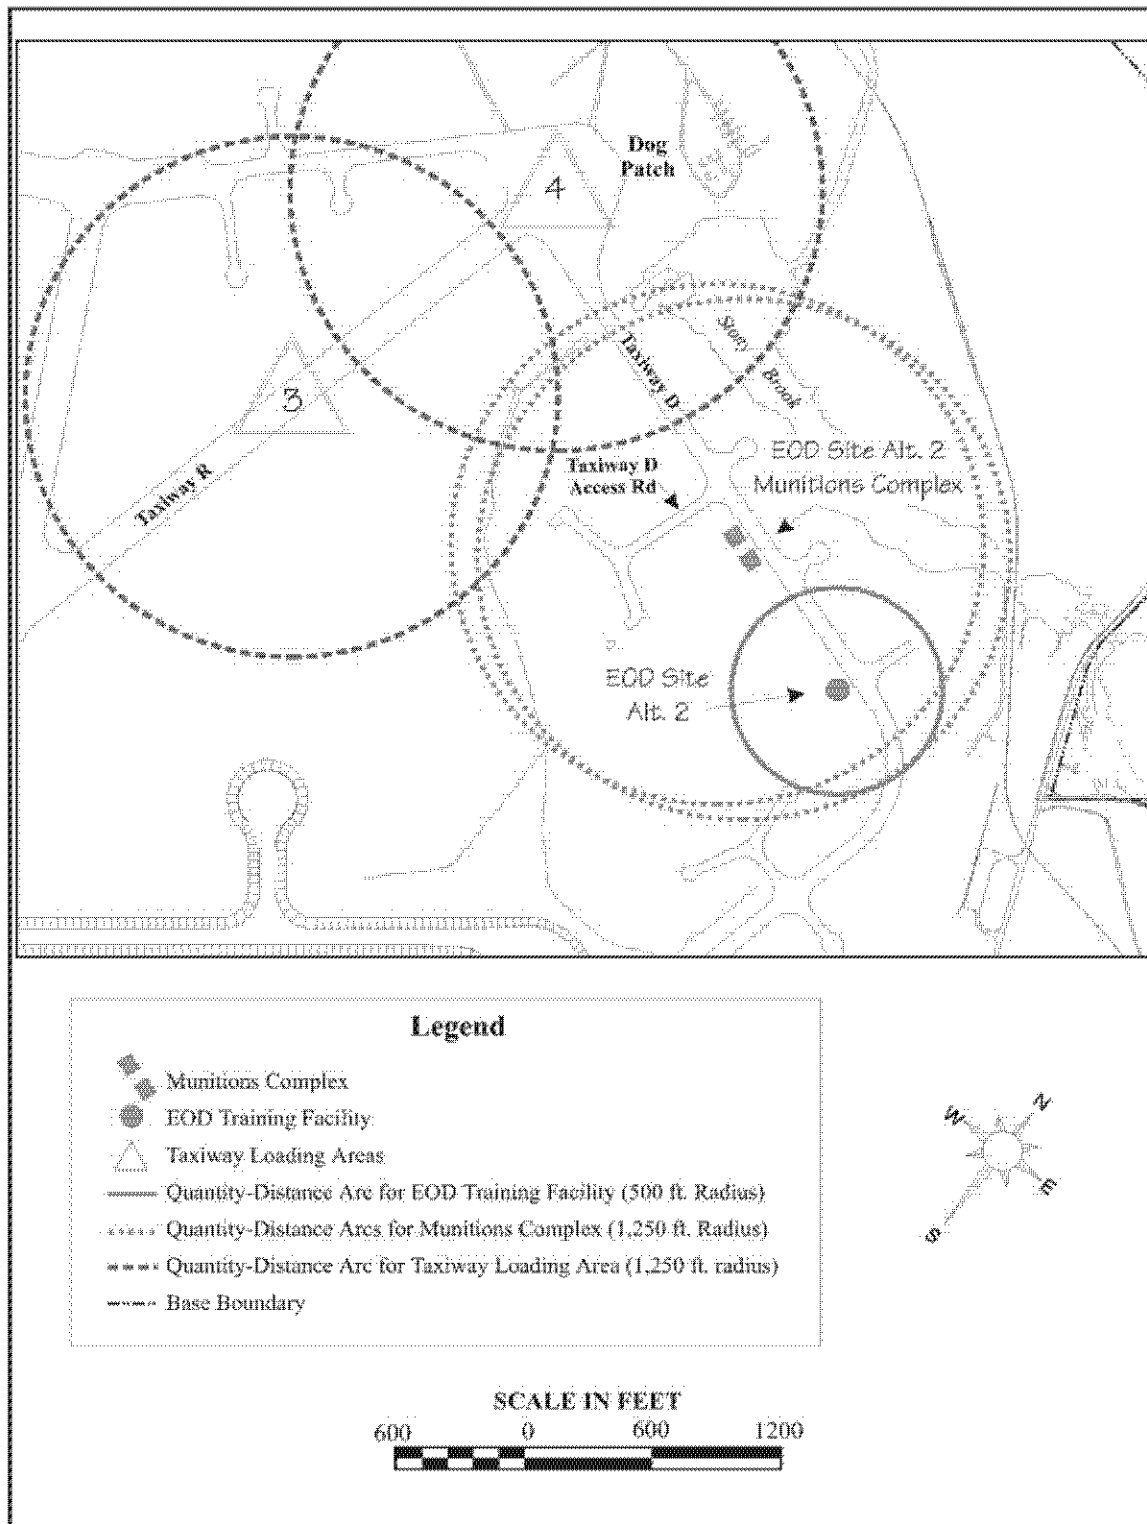 Dog
Patch
4
3
Stony
Brook
Taxiway D
Taxiway R
Taxiway D
Access Rd
EOD Site Alt. 2
Munitions Complex
EOD Site
Alt. 2
Legend
Munitions Complex
EOD Training Facility
Taxiway Loading Areas
Quantity-Distance Arc for EOD Training Facility (500 ft. Radius)
Quantity-Distance Arcs for Munitions Complex (1,250 ft. Radius)
Quantity-Distance Arc for Taxiway Loading Area (1,250 ft. radius)
Base Boundary
N
W
E
S
SCALE IN FEET
600 0 600 1200